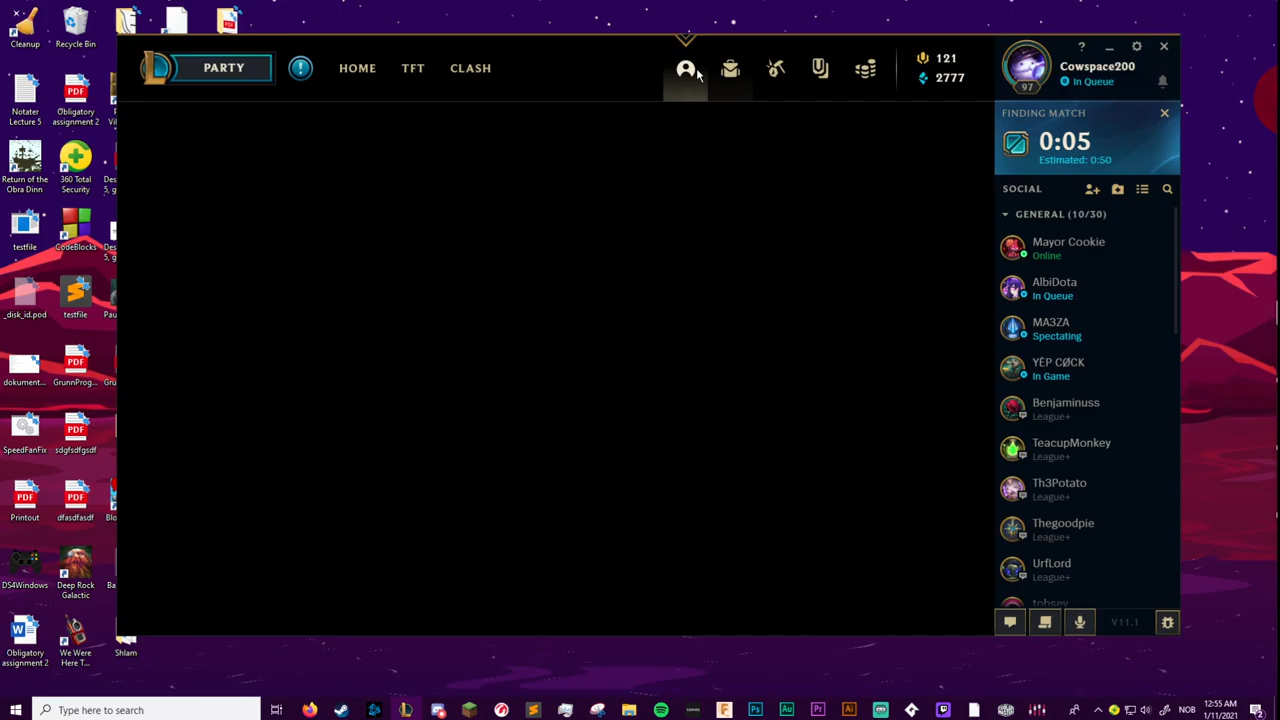 Cleanup
Recycle Bin
Notater
Lecture 5
Obligatory
assignment 2
Return of the
Obra Dinn
360 Total
Security
testfile
CodeBlocks
_disk_id.pod
testfile
dokument...
GrunnProg...
SpeedFanFix
sdgfsdfgsdf
Printout
dfasdfasdf
DS4Windows
Deep Rock
Galactic
Obligatory
assignment 2
We Were
Here T...
Shlam
PARTY
HOME
TFT
CLASH
121
2777
97
Cowspace200
In Queue
FINDING MATCH
0:05
Estimated: 0:50
SOCIAL
GENERAL (10/30)
Mayor Cookie
Online
AlbiDota
In Queue
MA3ZA
Spectating
YÉP CØCK
In Game
Benjaminuss
League+
TeacupMonkey
League+
Th3Potato
League+
Thegoodpie
League+
UrfLord
League+
tobsey
V11.1
Type here to search
NOB
12:55 AM
1/11/2021